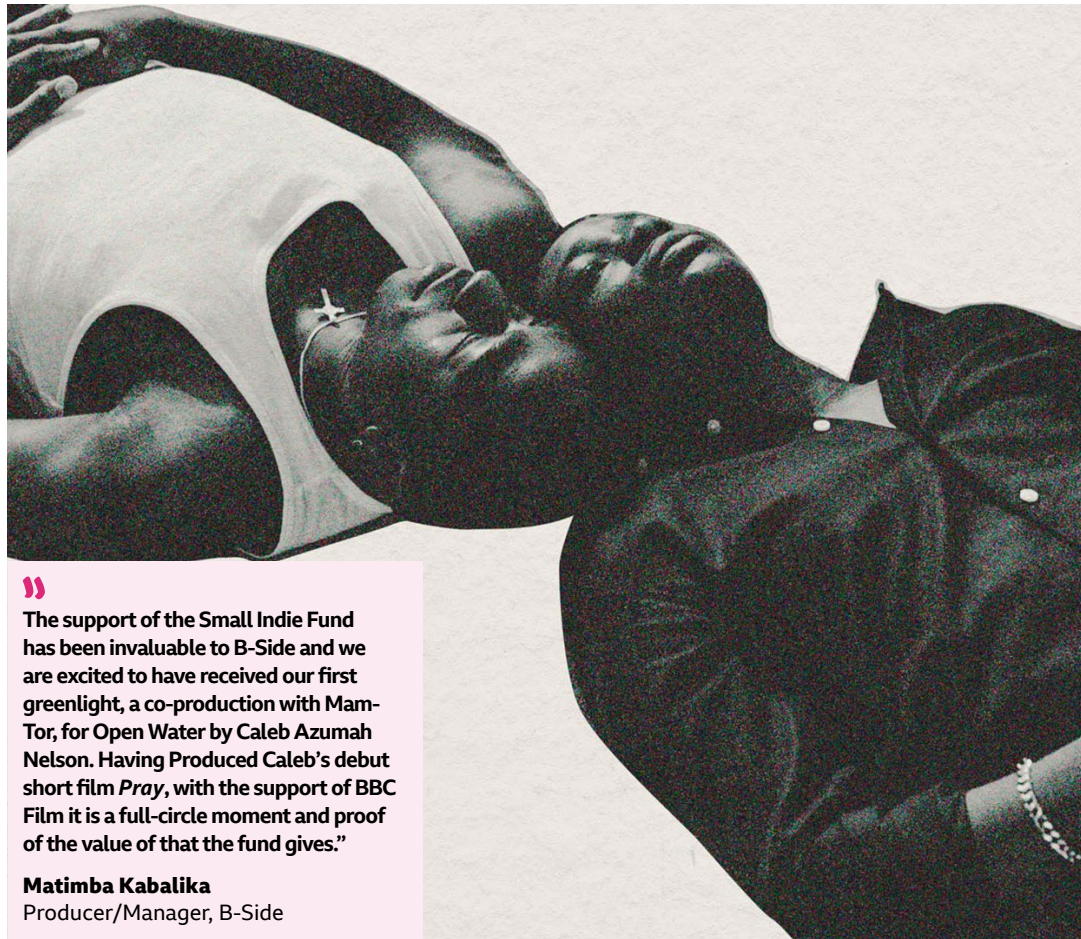 The support of the Small Indie Fund
has been invaluable to B-Side and we
are excited to have received our first
greenlight, a co-production with Mam-
Tor, for Open Water by Caleb Azumah
Nelson. Having Produced Caleb’s debut
short film Pray, with the support of BBC
Film it is a full-circle moment and proof
of the value of that the fund gives.”
Matimba Kabalika
Producer/Manager, B-Side